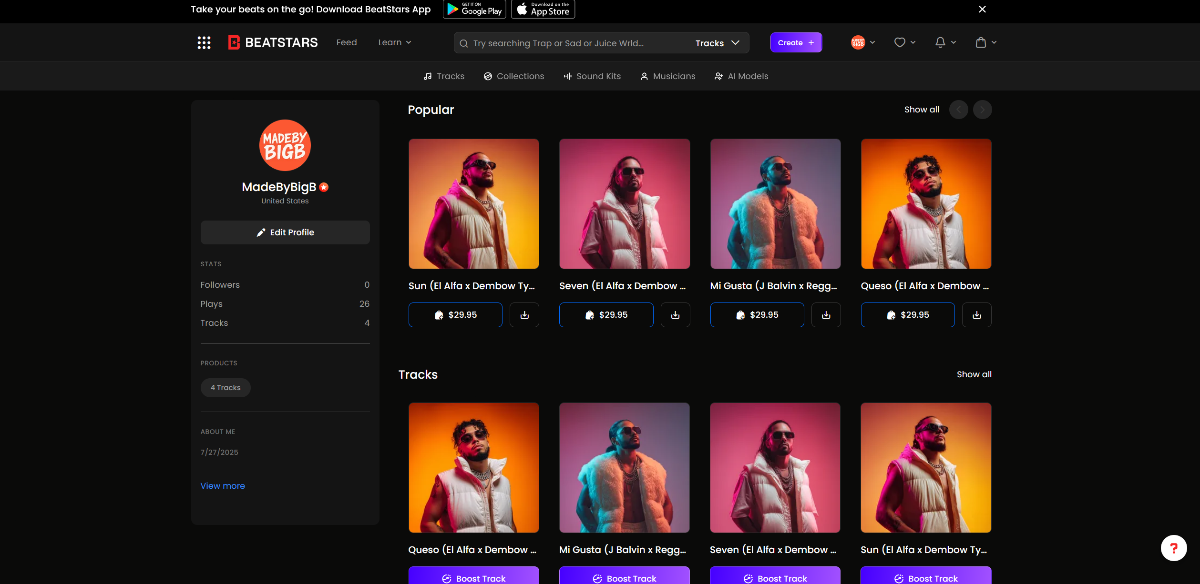 Take your beats on the go! Download BeatStars App
GET IT ON
Google Play
Download on the
App Store
BEATSTARS
Feed
Learn
Try searching Trap or Sad or Juice Wrld...
Tracks
Create +
Tracks
Collections
Sound Kits
Musicians
AI Models
MADEBY
BIGB
MadeByBigB
United States
Edit Profile
STATS
Followers 0
Plays 26
Tracks 4
PRODUCTS
4 Tracks
ABOUT ME
7/27/2025
View more
Popular
Show all
Sun (El Alfa x Dembow Ty...
Seven (El Alfa x Dembow ...
Mi Gusta (J Balvin x Regg...
Queso (El Alfa x Dembow ...
$29.95
$29.95
$29.95
$29.95
Tracks
Show all
Queso (El Alfa x Dembow ...
Mi Gusta (J Balvin x Regg...
Seven (El Alfa x Dembow ...
Sun (El Alfa x Dembow Ty...
Boost Track
Boost Track
Boost Track
Boost Track
?